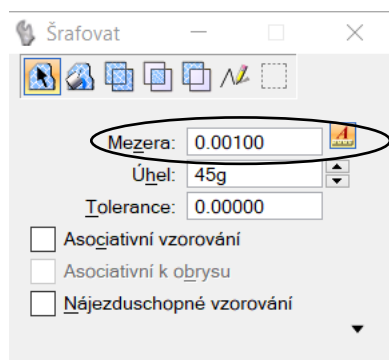 Šrafovat
Mezera: 0.00100
Úhel: 45g
Tolerance: 0.00000
Asociativní vzorování
Asociativní k obrysu
Nájezduschopné vzorování